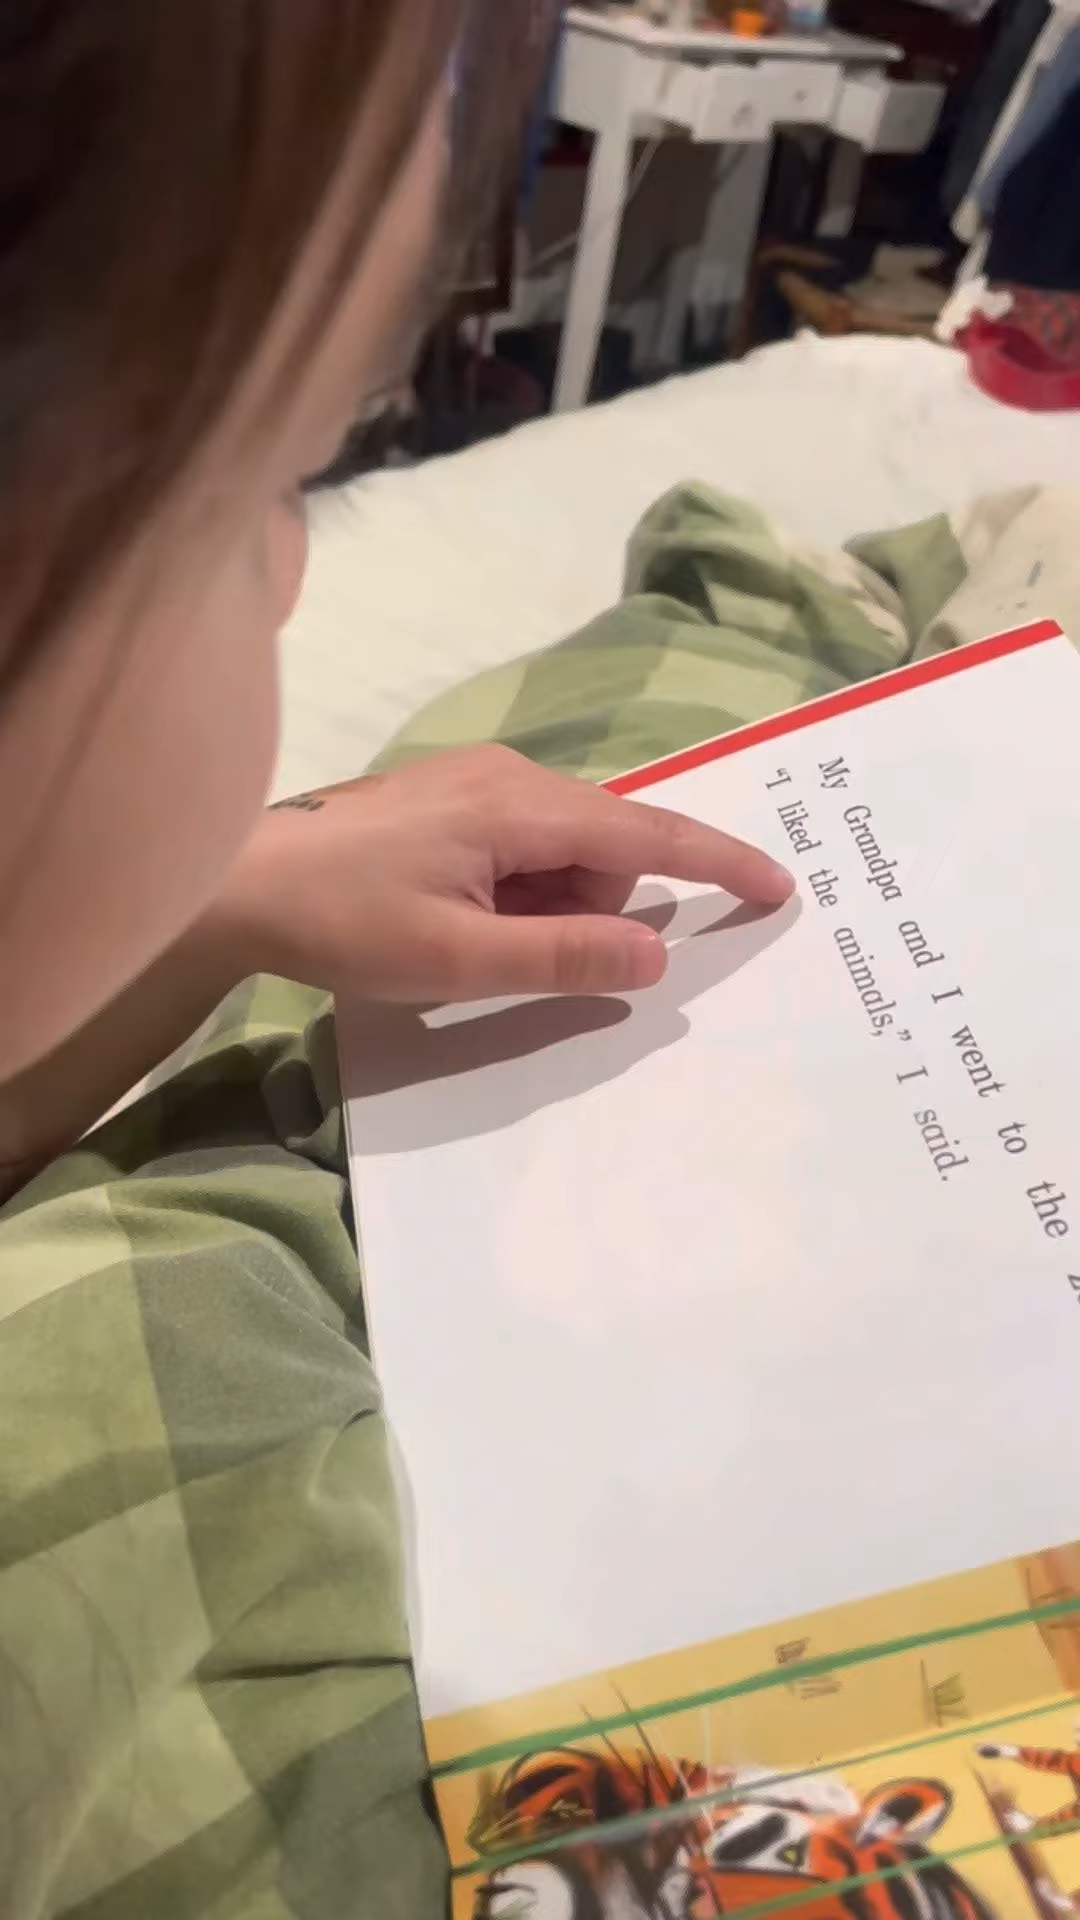 My Grandpa and I went to the
“I liked the animals,” I said.